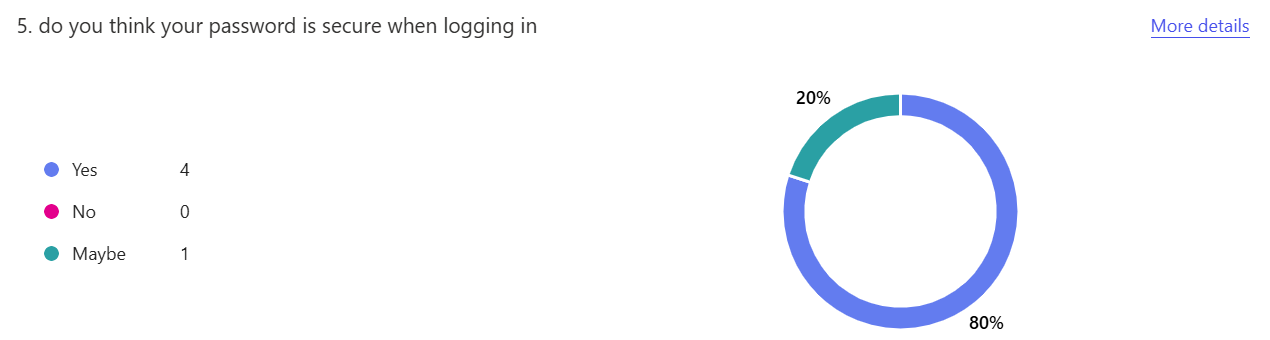 5. do you think your password is secure when logging in
More details
20%
Yes 4
No 0
Maybe 1
80%